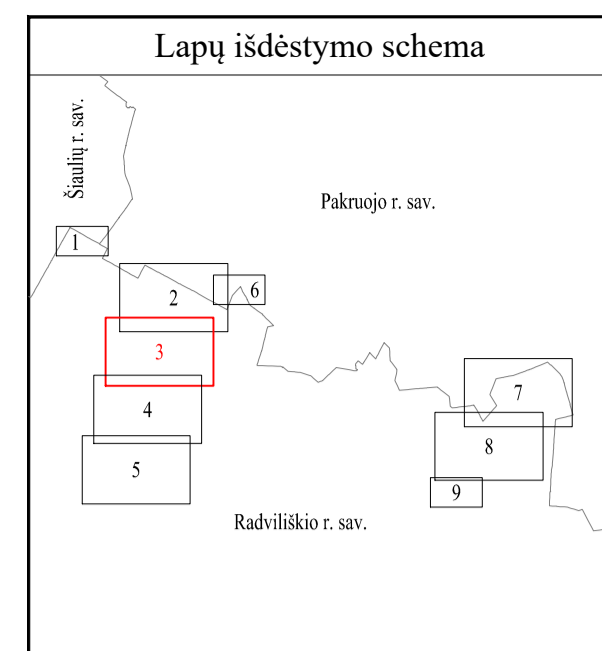 Lapų išdėstymo schema
Šiaulių r. sav.
Pakruojo r. sav.
1
2
6
3
7
4
8
5
9
Radviliškio r. sav.